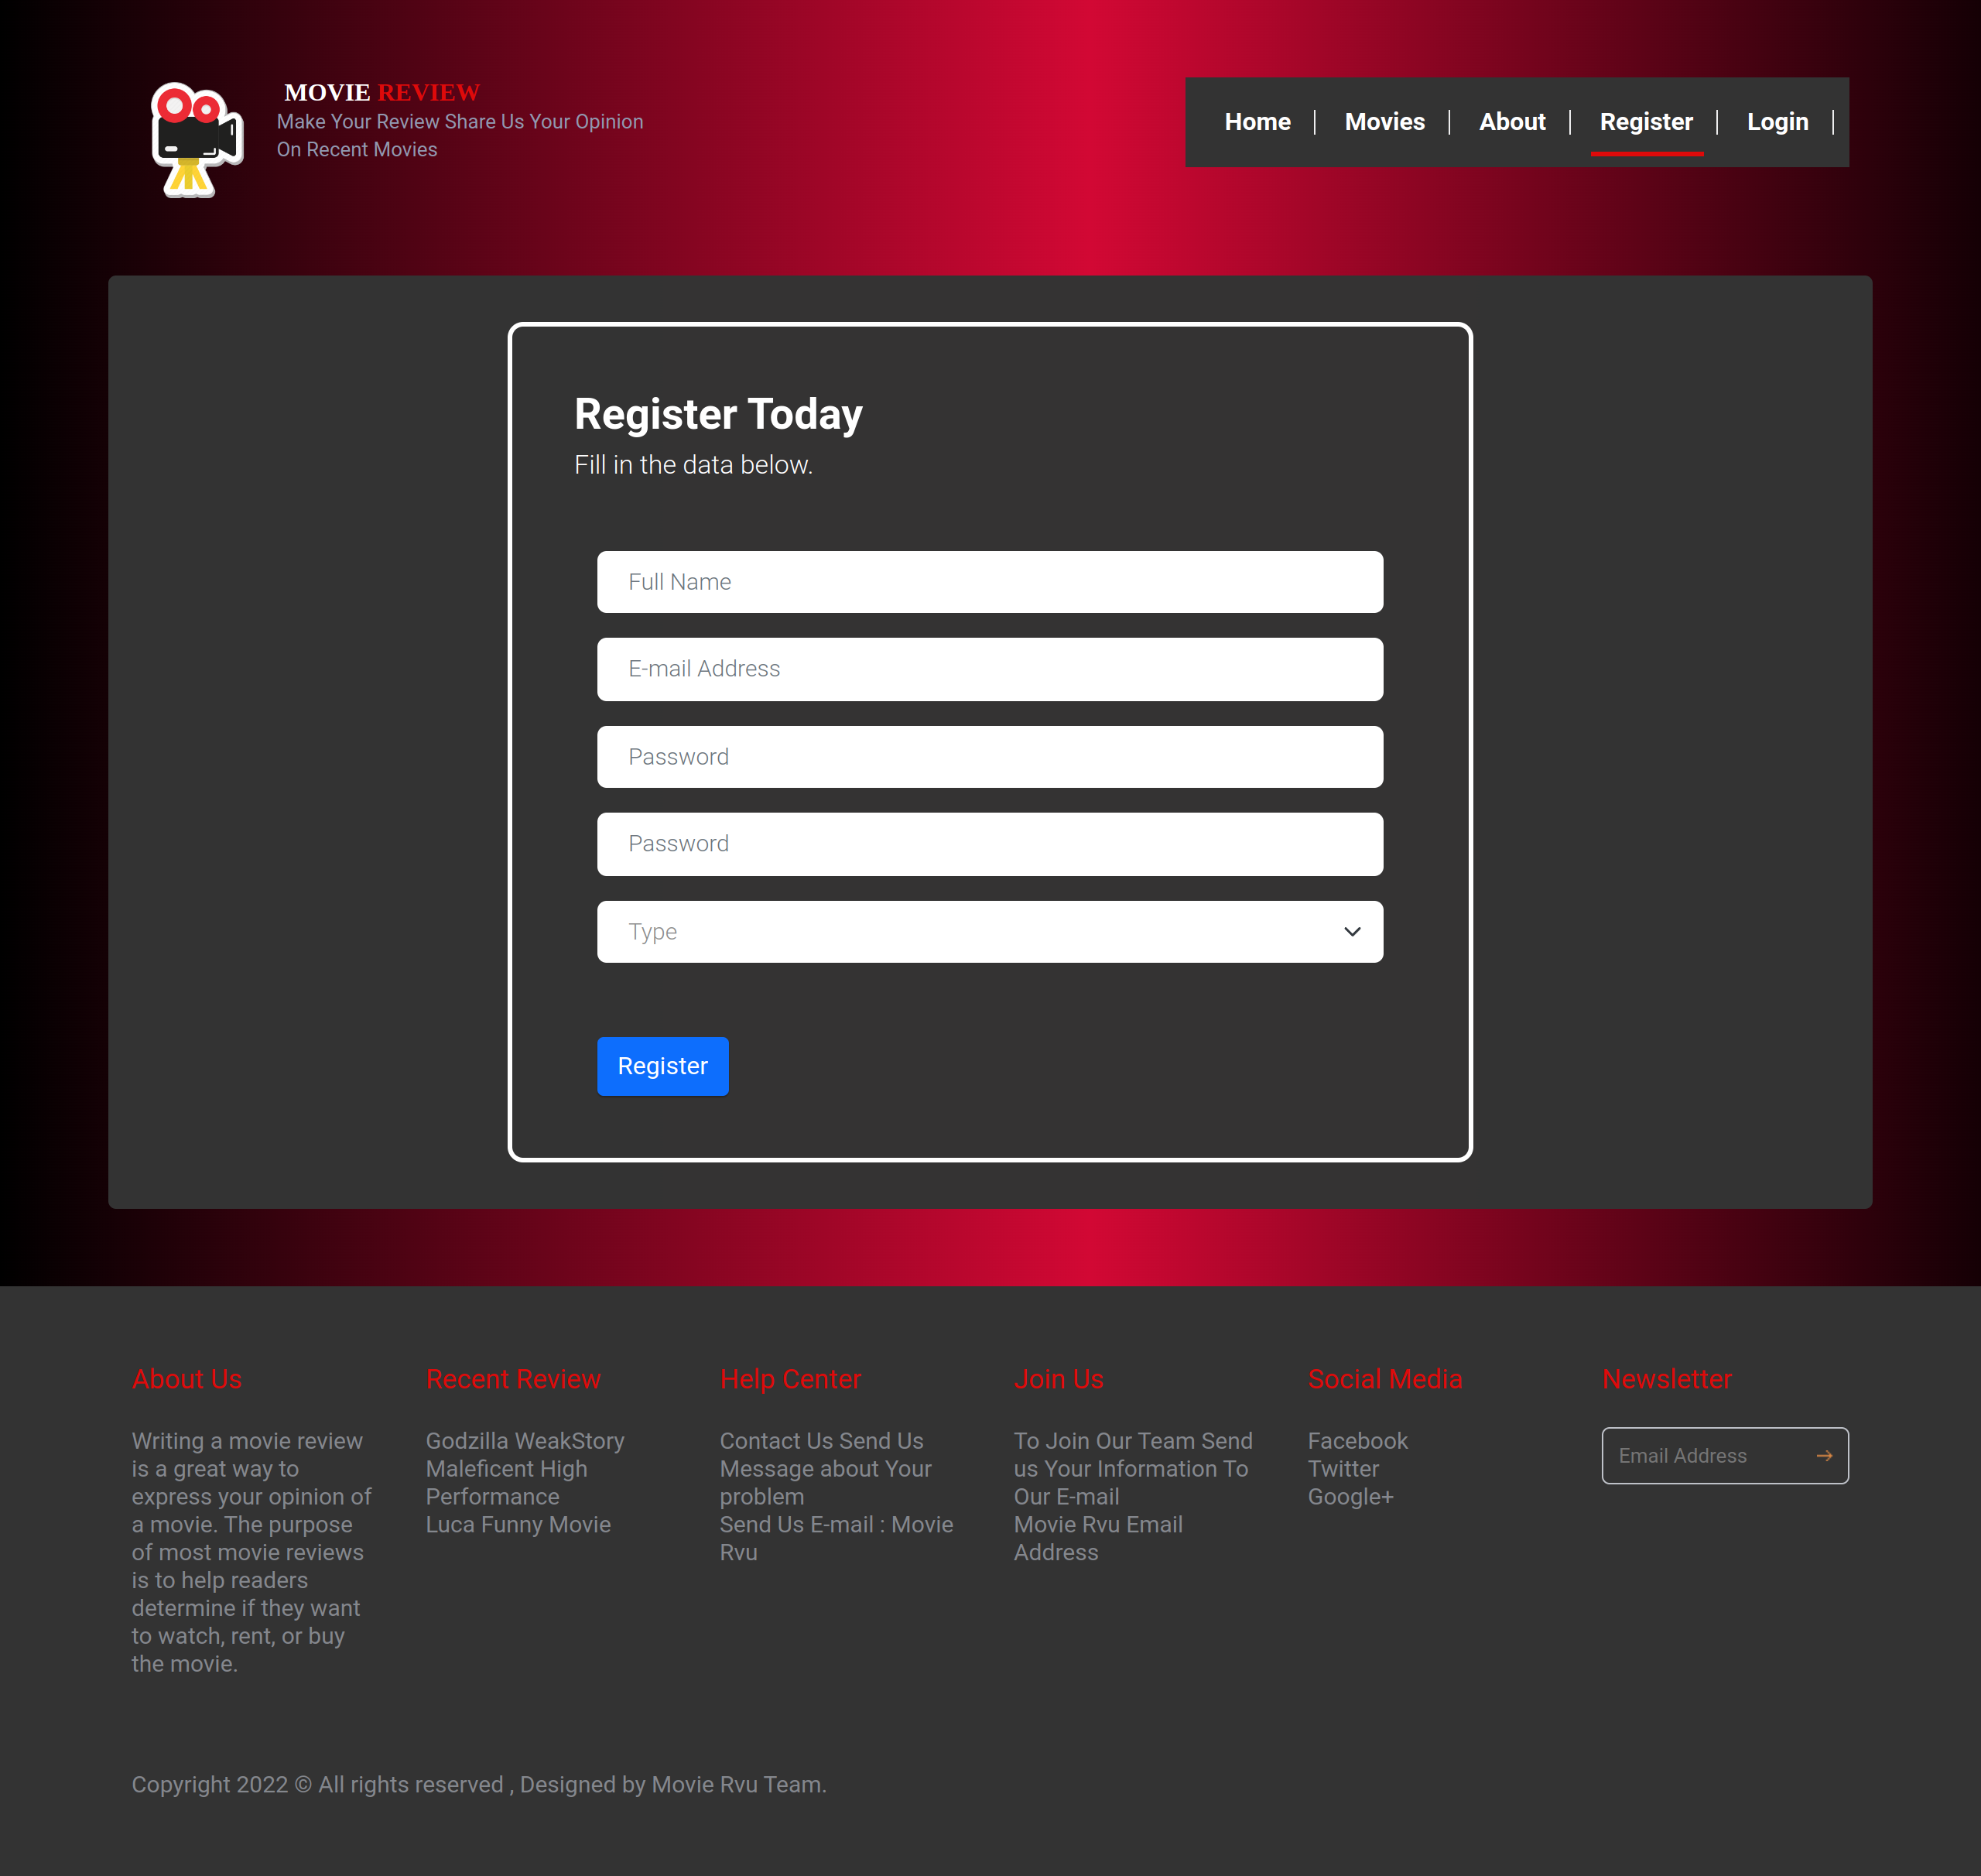 MOVIE REVIEW
Make Your Review Share Us Your Opinion
On Recent Movies
Home
Movies
About
Register
Login
Register Today
Fill in the data below.
Full Name
E-mail Address
Password
Password
Type
Register
About Us
Writing a movie review
is a great way to
express your opinion of
a movie. The purpose
of most movie reviews
is to help readers
determine if they want
to watch, rent, or buy
the movie.
Recent Review
Godzilla WeakStory
Maleficent High
Performance
Luca Funny Movie
Help Center
Contact Us Send Us
Message about Your
problem
Send Us E-mail : Movie
Rvu
Join Us
To Join Our Team Send
us Your Information To
Our E-mail
Movie Rvu Email
Address
Social Media
Facebook
Twitter
Google+
Newsletter
Email Address
Copyright 2022 © All rights reserved , Designed by Movie Rvu Team.